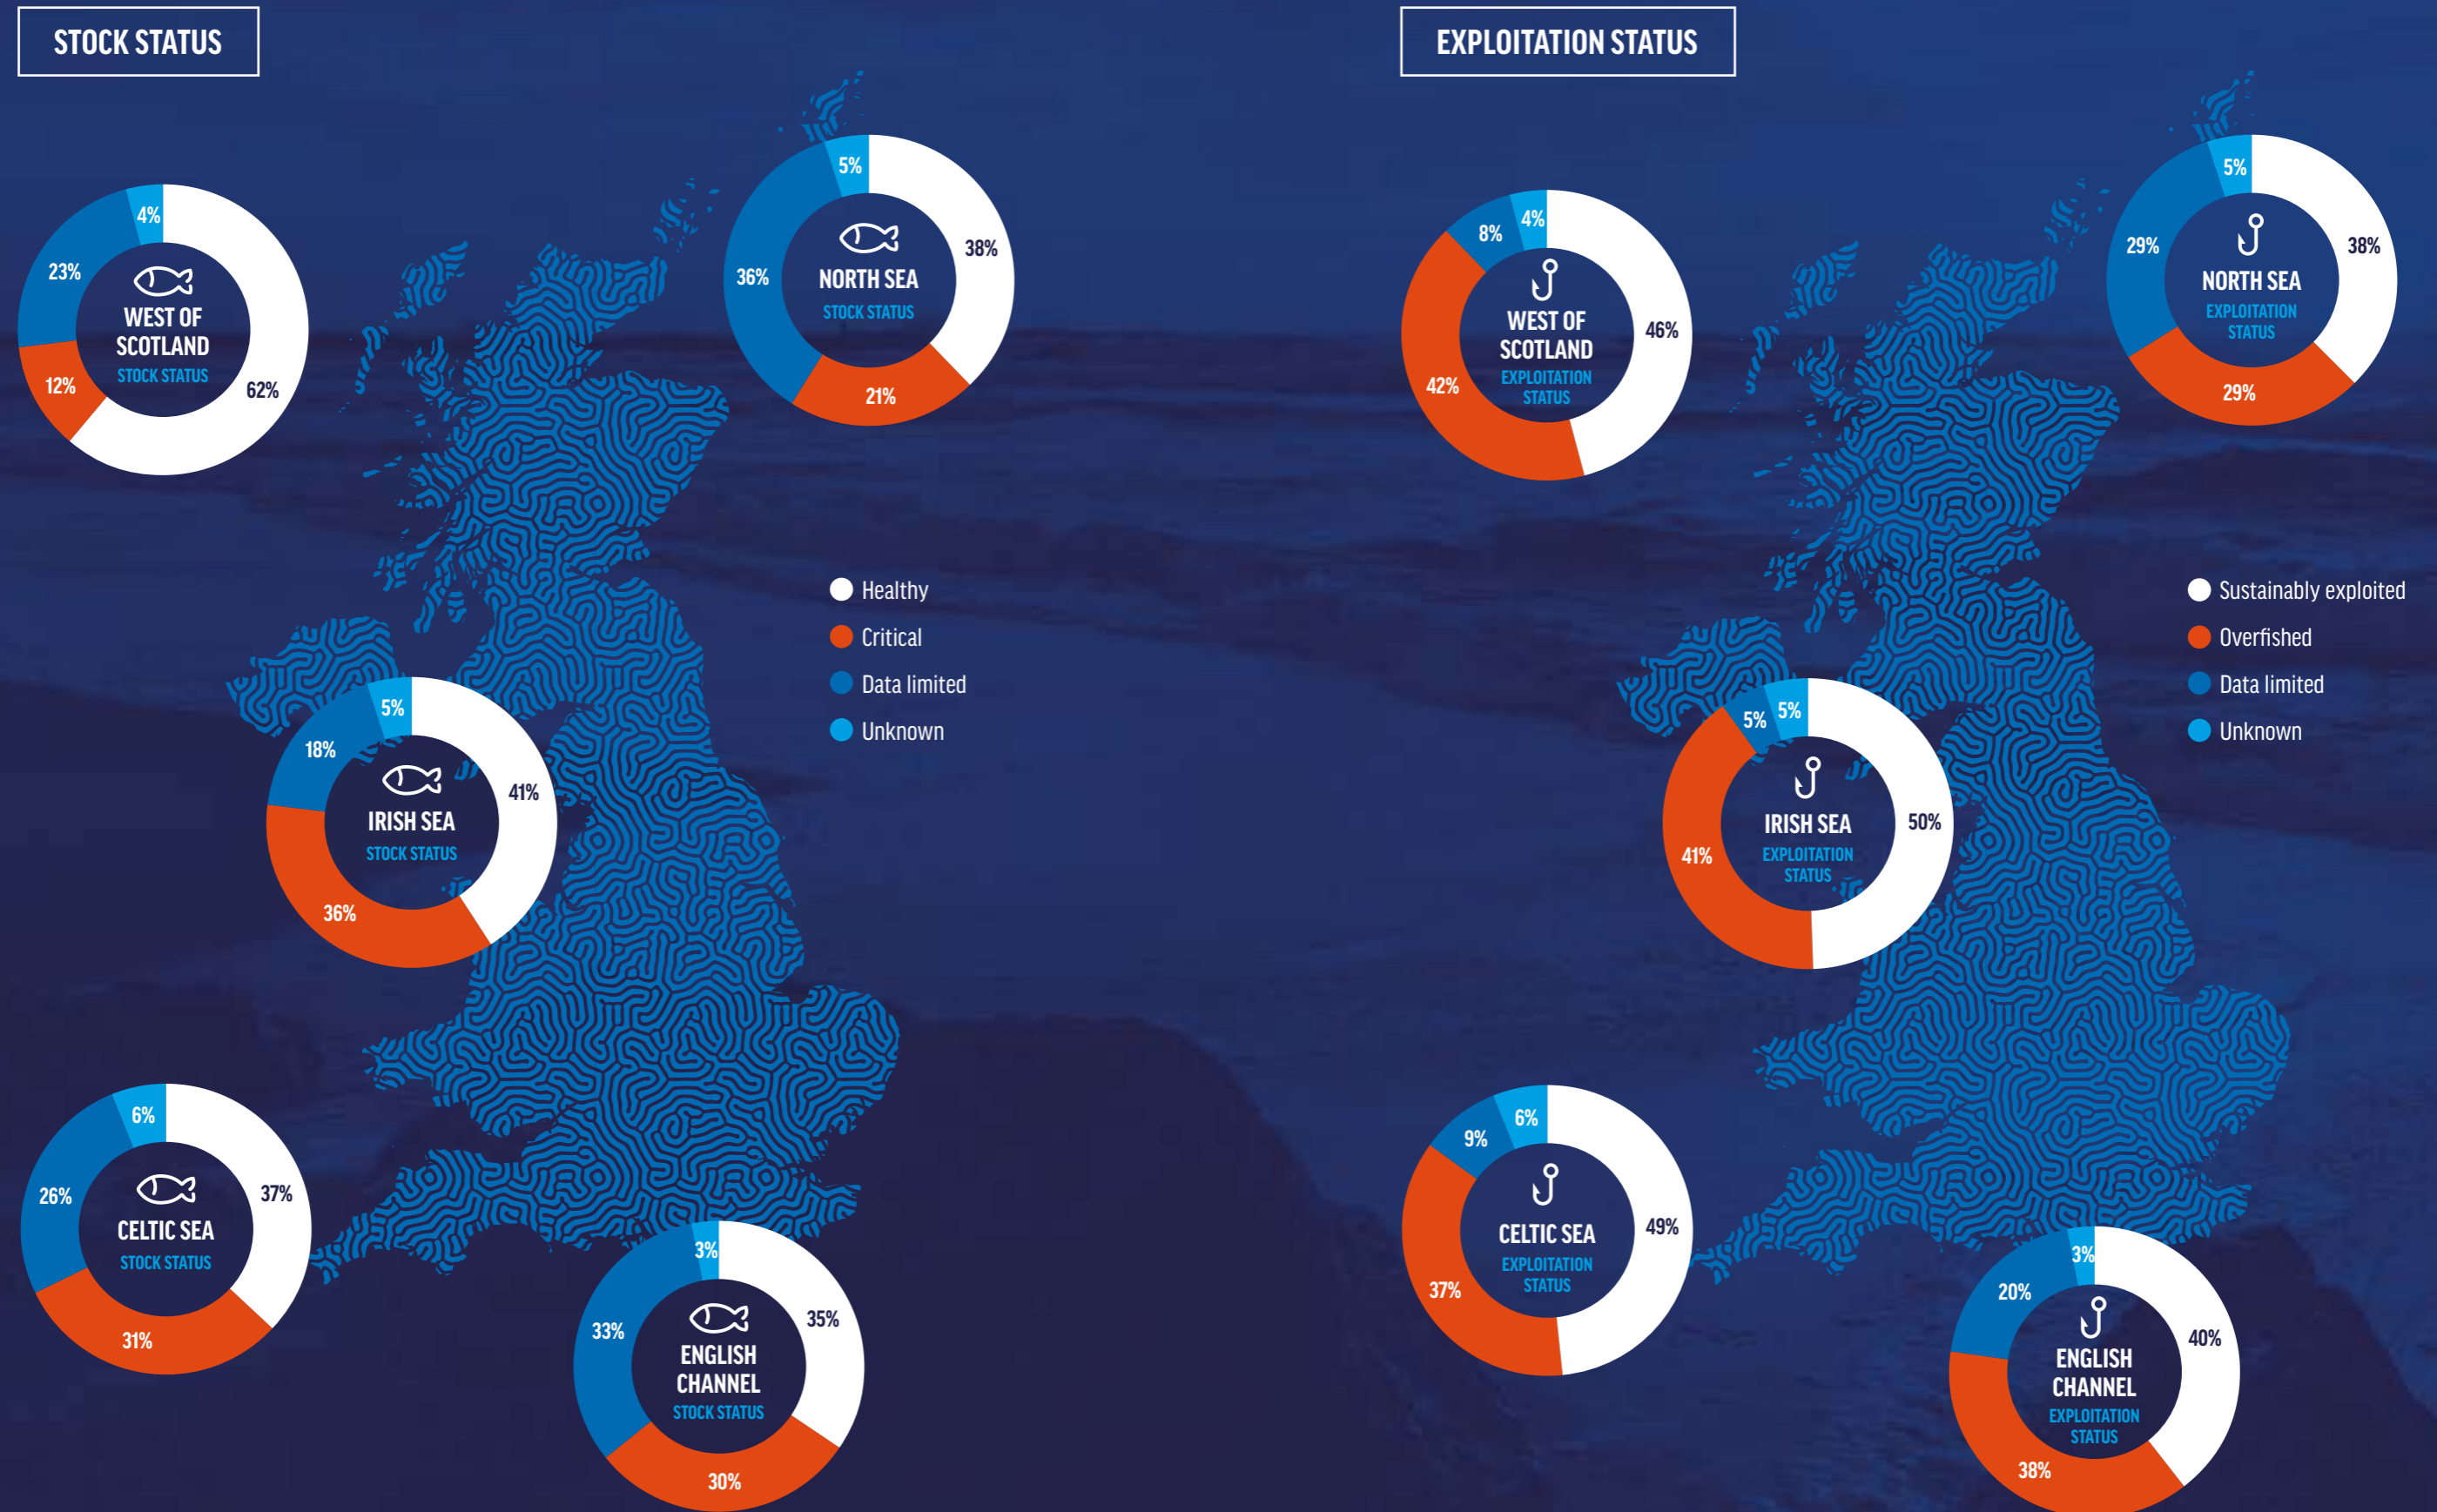 STOCK STATUS
4%
23%
12%
62%
WEST OF
SCOTLAND
STOCK STATUS
5%
38%
36%
21%
NORTH SEA
STOCK STATUS
Healthy
Critical
Data limited
Unknown
5%
18%
41%
36%
IRISH SEA
STOCK STATUS
6%
26%
37%
31%
CELTIC SEA
STOCK STATUS
3%
33%
35%
30%
ENGLISH
CHANNEL
STOCK STATUS
EXPLOITATION STATUS
4%
8%
46%
42%
WEST OF
SCOTLAND
EXPLOITATION
STATUS
5%
29%
38%
29%
NORTH SEA
EXPLOITATION
STATUS
Sustainably exploited
Overfished
Data limited
Unknown
5%
5%
50%
41%
IRISH SEA
EXPLOITATION
STATUS
6%
9%
49%
37%
CELTIC SEA
EXPLOITATION
STATUS
3%
20%
40%
38%
ENGLISH
CHANNEL
EXPLOITATION
STATUS